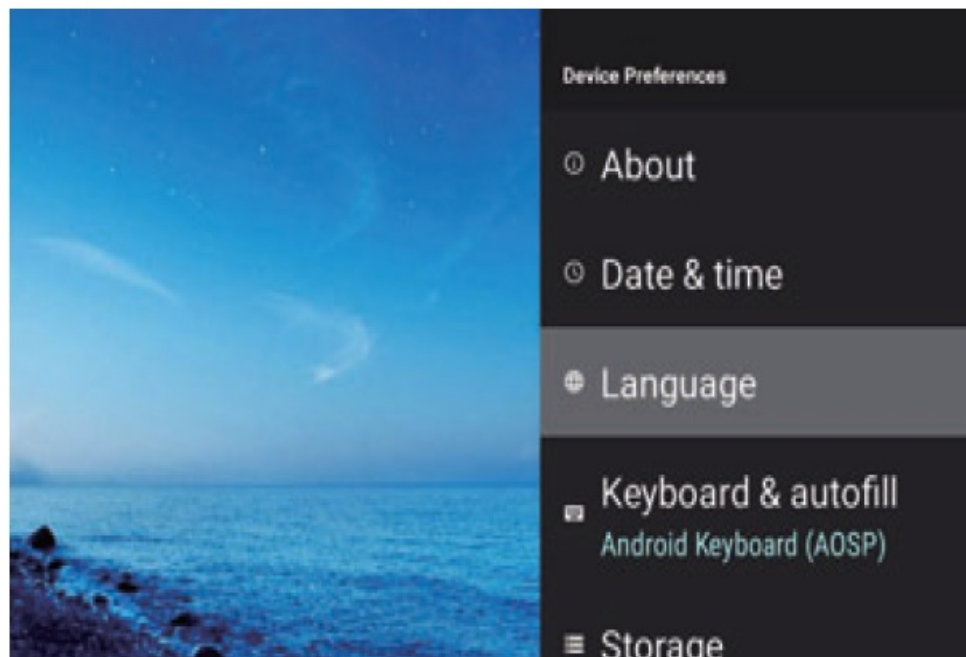 Device Preferences
About
Date & time
Language
Keyboard & autofill
Android Keyboard (AOSP)
Storage